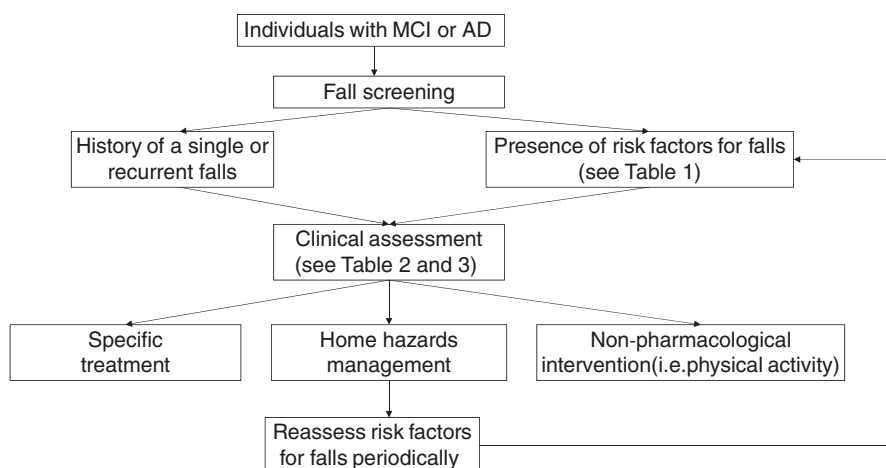 Individuals with MCI or AD
Fall screening
History of a single or
recurrent falls
Presence of risk factors for falls
(see Table 1)
Clinical assessment
(see Table 2 and 3)
Specific
treatment
Home hazards
management
Non-pharmacological
intervention(i.e.physical activity)
Reassess risk factors
for falls periodically